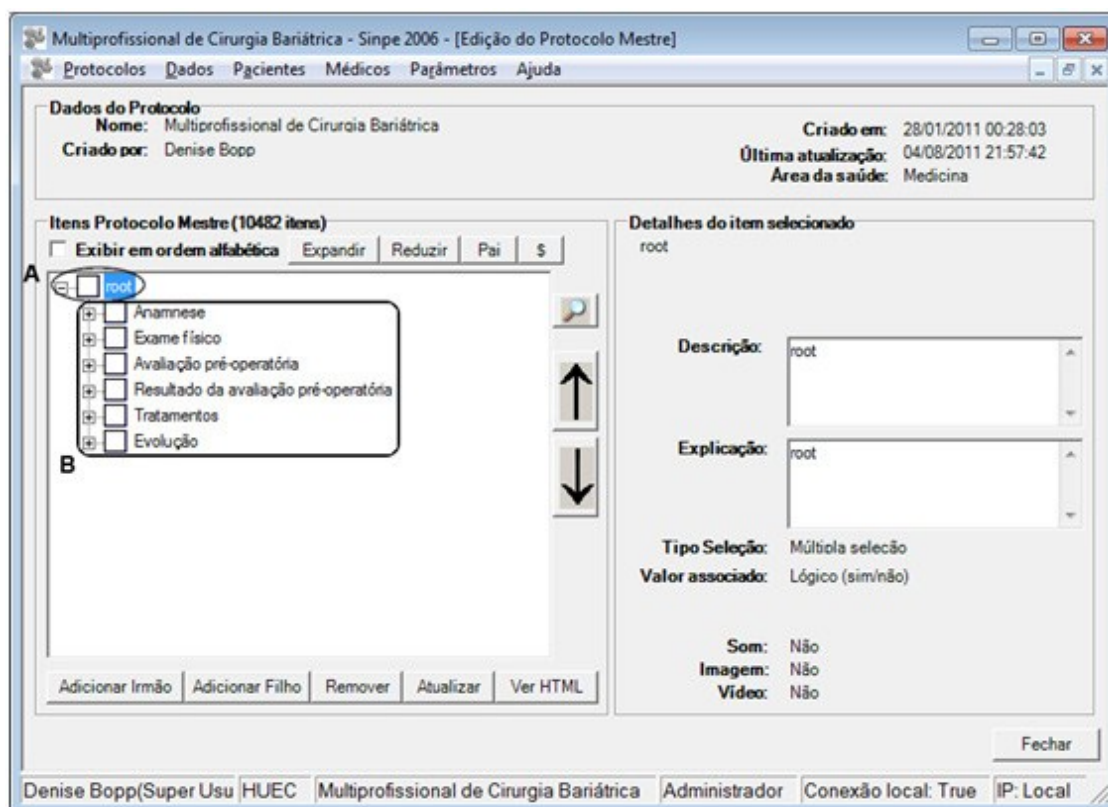 Multiprofissional de Cirurgia Bariátrica - Sinpe 2006 - [Edição do Protocolo Mestre]
Protocolos Dados Pacientes Médicos Parâmetros Ajuda
Dados do Protocolo
Nome: Multiprofissional de Cirurgia Bariátrica
Criado por: Denise Bopp
Criado em: 28/01/2011 00:28:03
Última atualização: 04/08/2011 21:57:42
Área da saúde: Medicina
Itens Protocolo Mestre (10482 itens)
Exibir em ordem alfabética Expandir Reduzir Pai $
A
root
Anamnese
Exame físico
Avaliação pré-operatória
Resultado da avaliação pré-operatória
Tratamentos
Evolução
B
Adicionar Irmão Adicionar Filho Remover Atualizar Ver HTML
Detalhes do item selecionado
root
Descrição: root
Explicação: root
Tipo Seleção: Múltipla seleção
Valor associado: Lógico (sim/não)
Som: Não
Imagem: Não
Vídeo: Não
Fechar
Denise Bopp(Super Usu HUEC Multiprofissional de Cirurgia Bariátrica Administrador Conexão local: True IP: Local